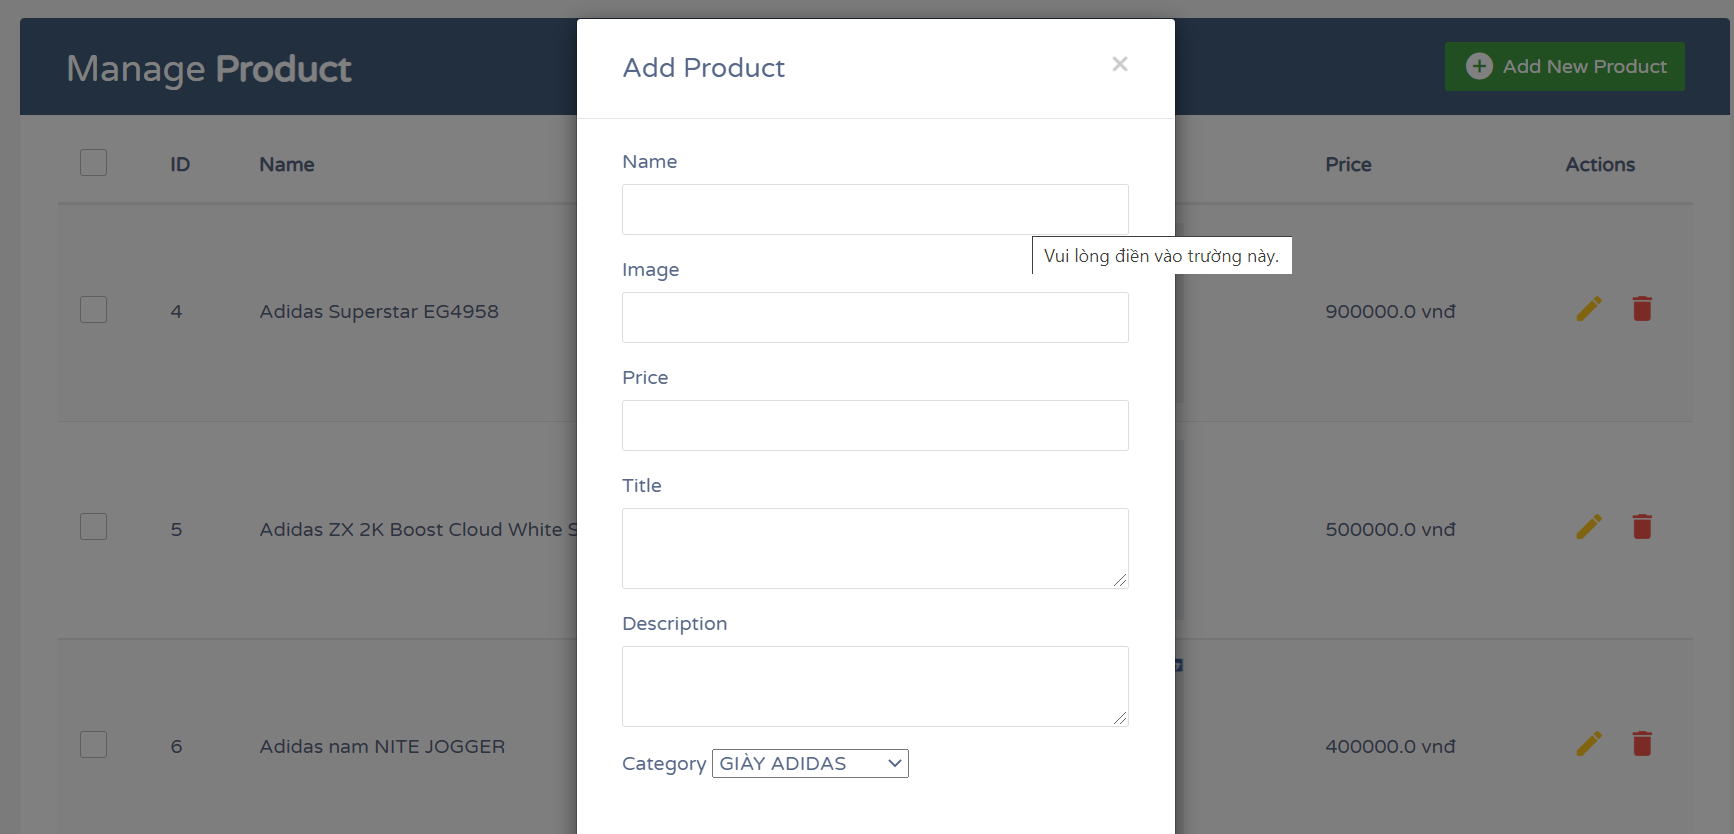 Manage Product
Add Product
×
Add New Product
ID Name Price Actions
Name
Vui lòng điền vào trường này.
Image
4 Adidas Superstar EG4958 900000.0 vnđ
Price
Title
5 Adidas ZX 2K Boost Cloud White S 500000.0 vnđ
Description
6 Adidas nam NITE JOGGER 400000.0 vnđ
Category GIÀY ADIDAS